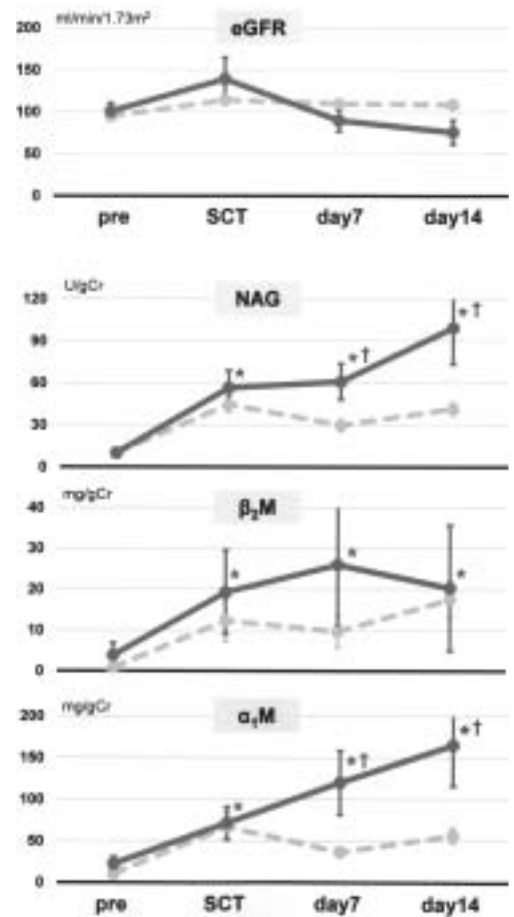 ml/min/1.73m²
eGFR
200
150
100
50
0
pre SCT day7 day14
U/gCr
NAG
120
90
60
30
0
*
*†
*†
mg/gCr
β₂M
40
30
20
10
0
*
*
*
mg/gCr
α₁M
200
150
100
50
0
*
*†
*†
pre SCT day7 day14